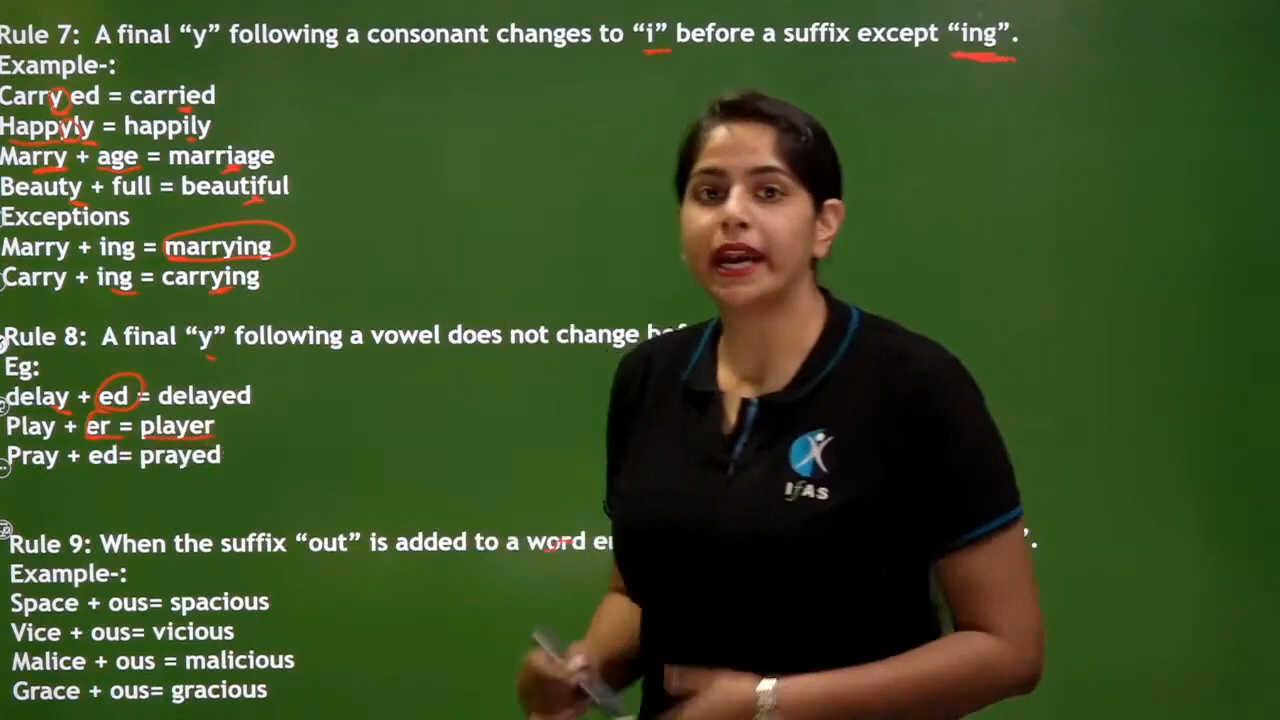 Rule 7: A final “y” following a consonant changes to “i” before a suffix except “ing”.
Example-:
Carry ed = carried
Happyly = happily
Marry + age = marriage
Beauty + full = beautiful
Exceptions
Marry + ing = marrying
Carry + ing = carrying
Rule 8: A final “y” following a vowel does not change
Eg:
delay + ed = delayed
Play + er = player
Pray + ed= prayed
Rule 9: When the suffix “out” is added to a word
Example-:
Space + ous= spacious
Vice + ous= vicious
Malice + ous = malicious
Grace + ous= gracious
IFAS